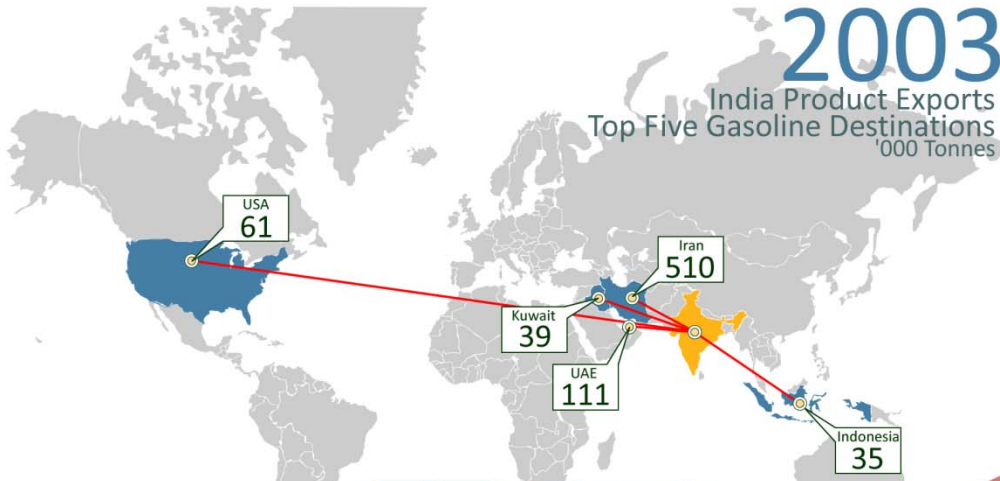 2003
India Product Exports
Top Five Gasoline Destinations
'000 Tonnes
USA
61
Iran
510
Kuwait
39
UAE
111
Indonesia
35